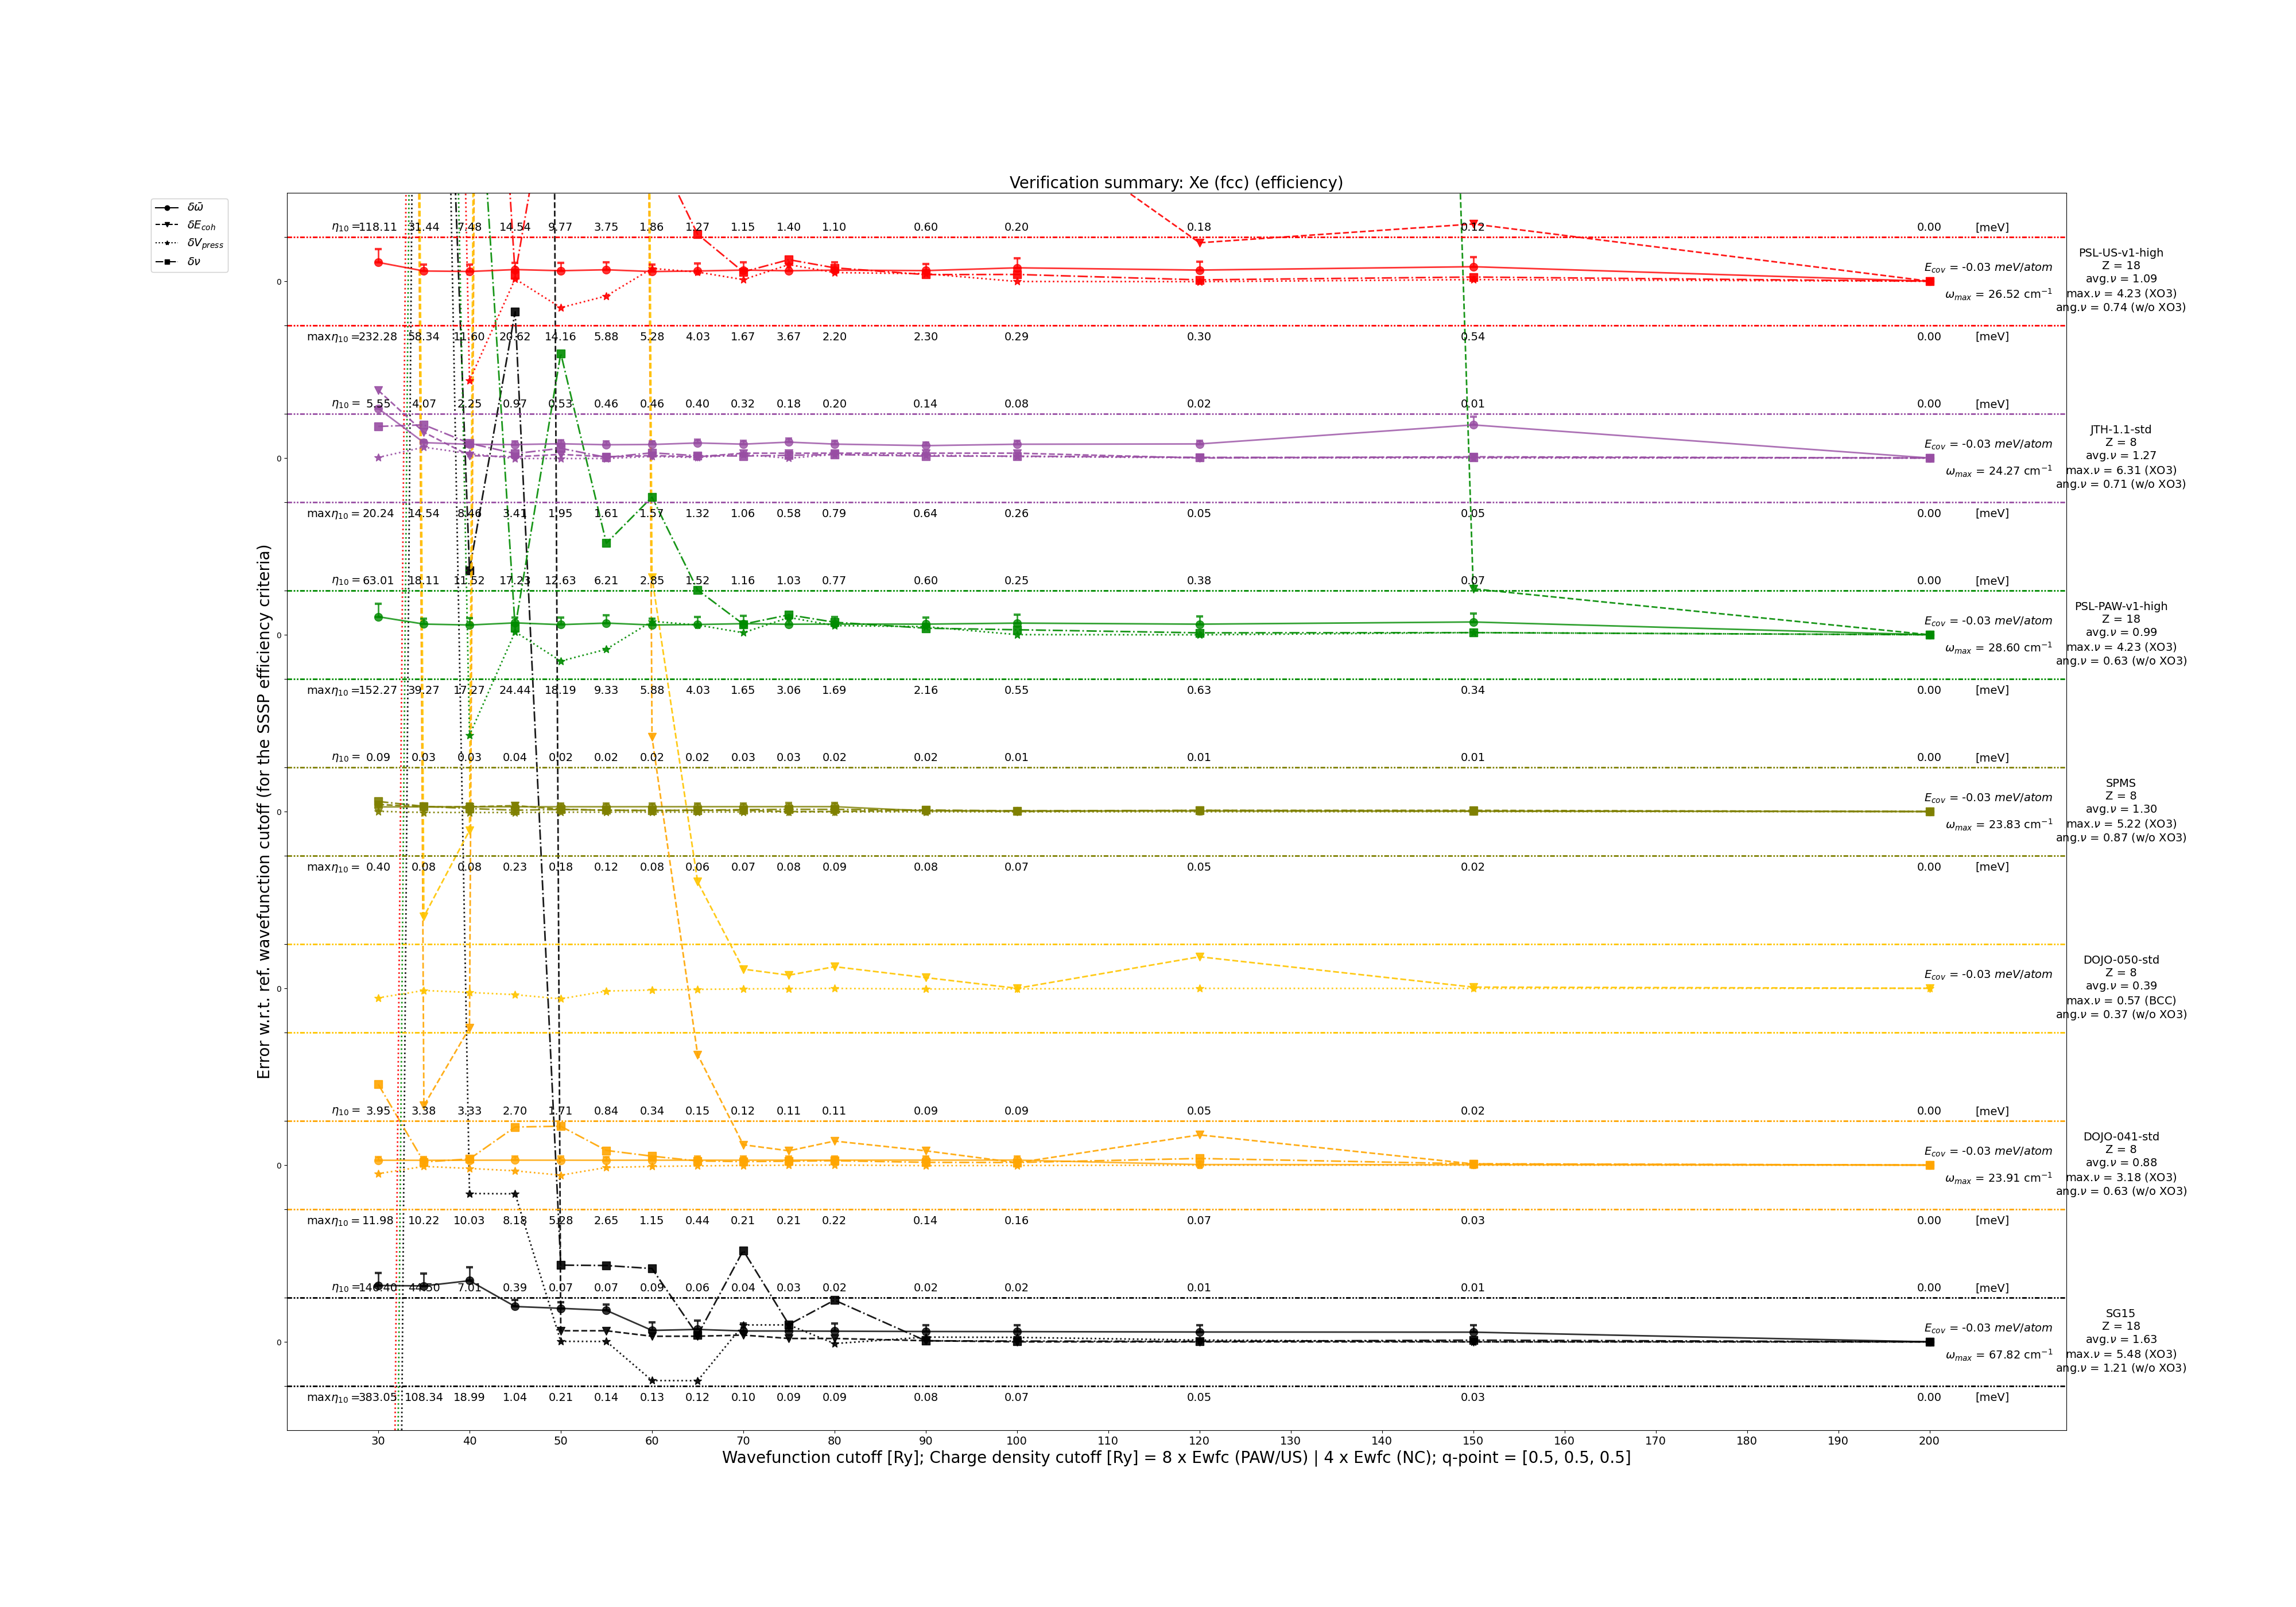 Verification summary: Xe (fcc) (efficiency)
δω̄
δE_coh
δV_press
δν
Error w.r.t. ref. wavefunction cutoff (for the SSSP efficiency criteria)
η₁₀ = 118.11 31.44 7.48 14.54 9.77 3.75 1.86 1.27 1.15 1.40 1.10 0.60 0.20 0.18 0.12 0.00 [meV]
0
E_cov = -0.03 meV/atom
ω_max = 26.52 cm⁻¹
maxη₁₀ = 232.28 58.34 11.60 20.62 14.16 5.88 5.28 4.03 1.67 3.67 2.20 2.30 0.29 0.30 0.54 0.00 [meV]
PSL-US-v1-high
Z = 18
avg.ν = 1.09
max.ν = 4.23 (XO3)
ang.ν = 0.74 (w/o XO3)
η₁₀ = 5.55 4.07 2.25 0.97 0.53 0.46 0.46 0.40 0.32 0.18 0.20 0.14 0.08 0.02 0.01 0.00 [meV]
0
E_cov = -0.03 meV/atom
ω_max = 24.27 cm⁻¹
maxη₁₀ = 20.24 14.54 8.46 3.41 1.95 1.61 1.57 1.32 1.06 0.58 0.79 0.64 0.26 0.05 0.05 0.00 [meV]
JTH-1.1-std
Z = 8
avg.ν = 1.27
max.ν = 6.31 (XO3)
ang.ν = 0.71 (w/o XO3)
η₁₀ = 63.01 18.11 11.52 17.23 12.63 6.21 2.85 1.52 1.16 1.03 0.77 0.60 0.25 0.38 0.07 0.00 [meV]
0
E_cov = -0.03 meV/atom
ω_max = 28.60 cm⁻¹
maxη₁₀ = 152.27 39.27 17.27 24.44 18.19 9.33 5.88 4.03 1.65 3.06 1.69 2.16 0.55 0.63 0.34 0.00 [meV]
PSL-PAW-v1-high
Z = 18
avg.ν = 0.99
max.ν = 4.23 (XO3)
ang.ν = 0.63 (w/o XO3)
η₁₀ = 0.09 0.03 0.03 0.04 0.02 0.02 0.02 0.02 0.03 0.03 0.02 0.02 0.01 0.01 0.01 0.00 [meV]
0
E_cov = -0.03 meV/atom
ω_max = 23.83 cm⁻¹
maxη₁₀ = 0.40 0.08 0.08 0.23 0.18 0.12 0.08 0.06 0.07 0.08 0.09 0.08 0.07 0.05 0.02 0.00 [meV]
SPMS
Z = 8
avg.ν = 1.30
max.ν = 5.22 (XO3)
ang.ν = 0.87 (w/o XO3)
0
E_cov = -0.03 meV/atom
DOJO-050-std
Z = 8
avg.ν = 0.39
max.ν = 0.57 (BCC)
ang.ν = 0.37 (w/o XO3)
η₁₀ = 3.95 3.38 3.33 2.70 1.71 0.84 0.34 0.15 0.12 0.11 0.11 0.09 0.09 0.05 0.02 0.00 [meV]
0
E_cov = -0.03 meV/atom
ω_max = 23.91 cm⁻¹
maxη₁₀ = 11.98 10.22 10.03 8.18 5.28 2.65 1.15 0.44 0.21 0.21 0.22 0.14 0.16 0.07 0.03 0.00 [meV]
DOJO-041-std
Z = 8
avg.ν = 0.88
max.ν = 3.18 (XO3)
ang.ν = 0.63 (w/o XO3)
η₁₀ = 7.01 0.39 0.07 0.07 0.09 0.06 0.04 0.03 0.02 0.02 0.02 0.01 0.01 0.00 [meV]
0
E_cov = -0.03 meV/atom
ω_max = 67.82 cm⁻¹
maxη₁₀ = 383.05 108.34 18.99 1.04 0.21 0.14 0.13 0.12 0.10 0.09 0.09 0.08 0.07 0.05 0.03 0.00 [meV]
SG15
Z = 18
avg.ν = 1.63
max.ν = 5.48 (XO3)
ang.ν = 1.21 (w/o XO3)
30 40 50 60 70 80 90 100 110 120 130 140 150 160 170 180 190 200
Wavefunction cutoff [Ry]; Charge density cutoff [Ry] = 8 x Ewfc (PAW/US) | 4 x Ewfc (NC); q-point = [0.5, 0.5, 0.5]